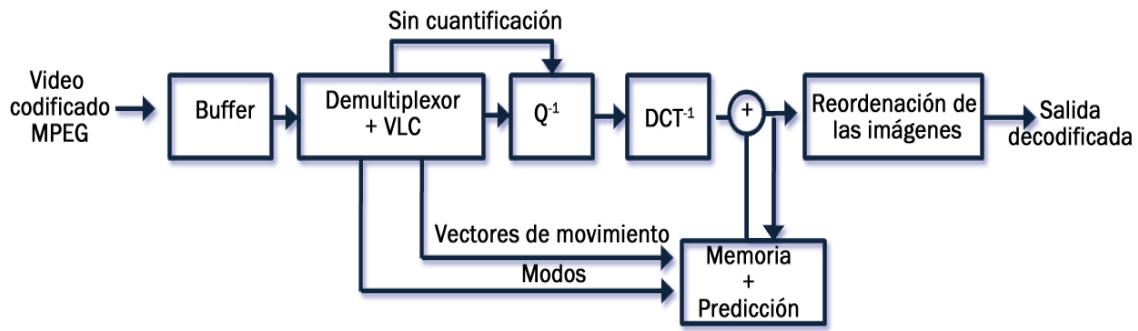 Sin cuantificación
Video
codificado
MPEG
Buffer
Demultiplexor
+ VLC
Q-1
DCT-1
+
Reordenación de
las imágenes
Salida
decodificada
Vectores de movimiento
Modos
Memoria
+
Predicción